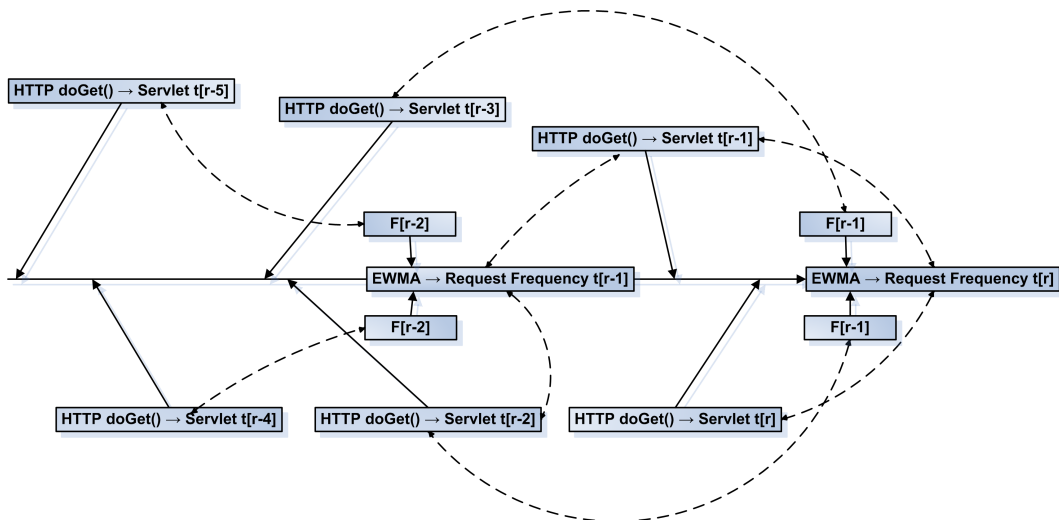 HTTP doGet() → Servlet t[r-5]
HTTP doGet() → Servlet t[r-3]
HTTP doGet() → Servlet t[r-1]
F[r-2]
F[r-1]
EWMA → Request Frequency t[r-1]
EWMA → Request Frequency t[r]
F[r-2]
F[r-1]
HTTP doGet() → Servlet t[r-4]
HTTP doGet() → Servlet t[r-2]
HTTP doGet() → Servlet t[r]